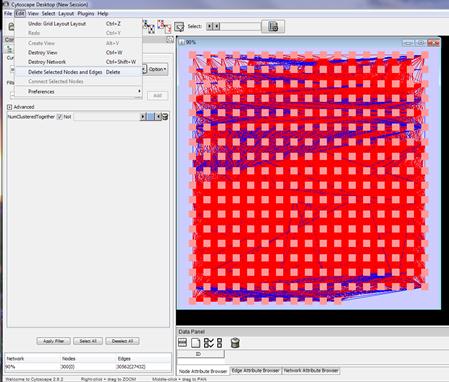 Cytoscape Desktop (New Session)
File Edit View Select Layout Plugins Help
Undo: Grid Layout Layout Ctrl+Z
Redo Ctrl+Y
Create View Alt+V
Destroy View Ctrl+W
Destroy Network Ctrl+Shift+W
Delete Selected Nodes and Edges Delete
Connect Selected Nodes
Preferences
Select:
90%
Option
Add
Advanced
NumClusteredTogether Not
Apply Filter Select All Deselect All
Network Nodes Edges
90% 300(0) 30562(27432)
Data Panel
ID
Node Attribute Browser Edge Attribute Browser Network Attribute Browser
Welcome to Cytoscape 2.8.2 Right-click + drag to ZOOM Middle-click + drag to PAN